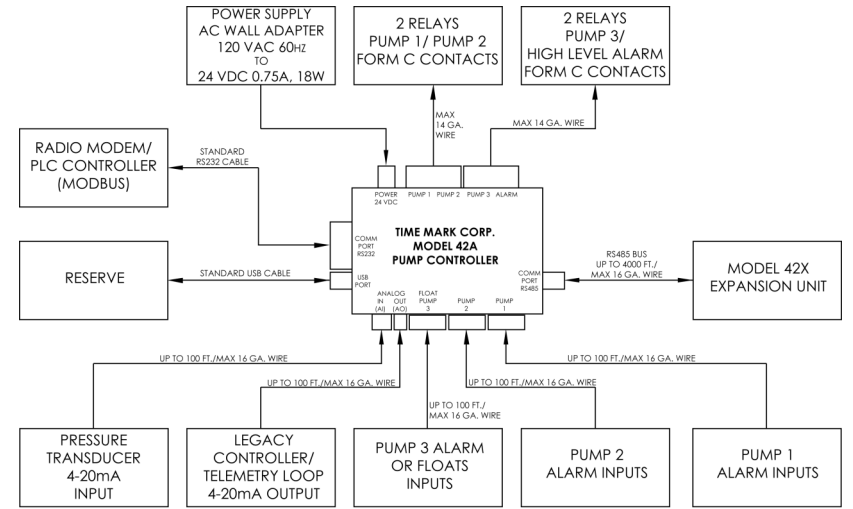 POWER SUPPLY
AC WALL ADAPTER
120 VAC 60HZ
TO
24 VDC 0.75A, 18W
2 RELAYS
PUMP 1/ PUMP 2
FORM C CONTACTS
2 RELAYS
PUMP 3/
HIGH LEVEL ALARM
FORM C CONTACTS
MAX
14 GA.
WIRE
MAX 14 GA. WIRE
RADIO MODEM/
PLC CONTROLLER
(MODBUS)
STANDARD
RS232 CABLE
POWER
24 VDC
PUMP 1 PUMP 2 PUMP 3 ALARM
TIME MARK CORP.
MODEL 42A
PUMP CONTROLLER
COMM
PORT
RS232
USB
PORT
COMM
PORT
RS485
RESERVE
STANDARD USB CABLE
RS485 BUS
UP TO 4000 FT./
MAX 16 GA. WIRE
MODEL 42X
EXPANSION UNIT
ANALOG
IN OUT
(AI) (AO)
FLOAT
PUMP
3
PUMP
2
PUMP
1
UP TO 100 FT./MAX 16 GA. WIRE
UP TO 100 FT./MAX 16 GA. WIRE
UP TO 100 FT./MAX 16 GA. WIRE
UP TO 100 FT./MAX 16 GA. WIRE
UP TO 100 FT./
MAX 16 GA. WIRE
PRESSURE
TRANSDUCER
4-20mA
INPUT
LEGACY
CONTROLLER/
TELEMETRY LOOP
4-20mA OUTPUT
PUMP 3 ALARM
OR FLOATS
INPUTS
PUMP 2
ALARM INPUTS
PUMP 1
ALARM INPUTS